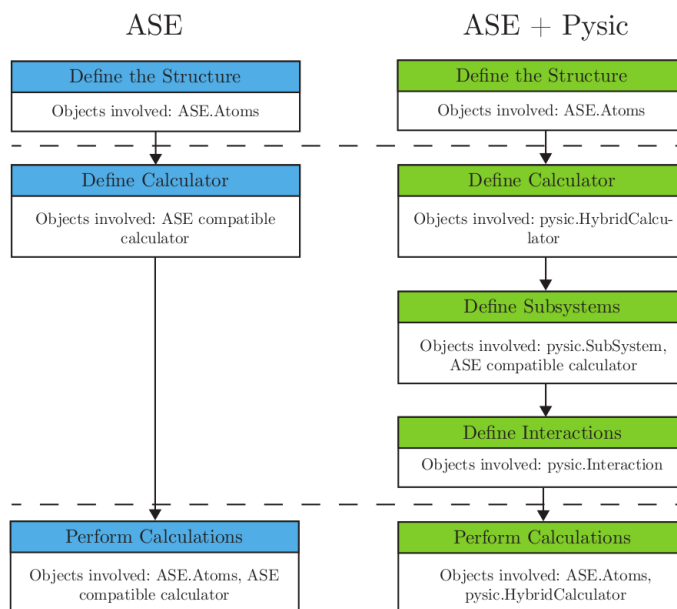 ASE
Define the Structure
Objects involved: ASE.Atoms
Define Calculator
Objects involved: ASE compatible
calculator
Perform Calculations
Objects involved: ASE.Atoms, ASE
compatible calculator
ASE + Pysic
Define the Structure
Objects involved: ASE.Atoms
Define Calculator
Objects involved: pysic.HybridCalcu-
lator
Define Subsystems
Objects involved: pysic.SubSystem,
ASE compatible calculator
Define Interactions
Objects involved: pysic.Interaction
Perform Calculations
Objects involved: ASE.Atoms,
pysic.HybridCalculator